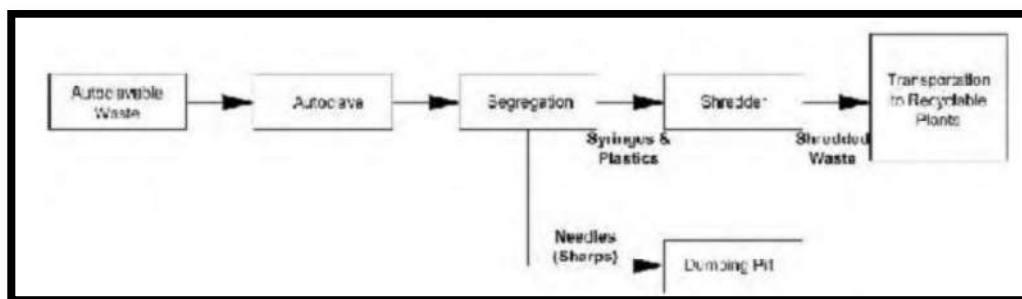 Autoclavable
Waste
Autoclave
Segregation
Shredder
Transportation
to Recyclable
Plants
Syringes &
Plastics
Shredded
Waste
Needles
(Sharps)
Dumping Pit